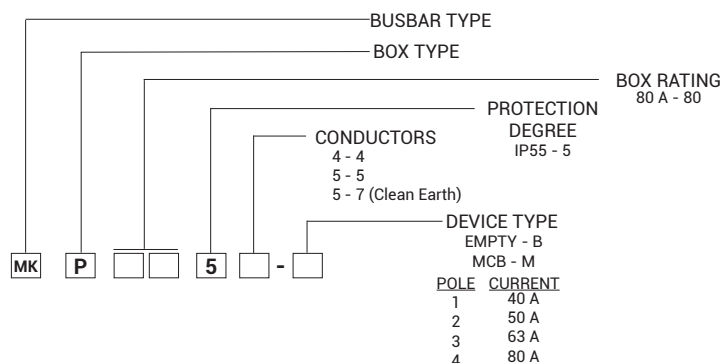 BUSBAR TYPE
BOX TYPE
BOX RATING
80 A - 80
PROTECTION
DEGREE
IP55 - 5
CONDUCTORS
4 - 4
5 - 5
5 - 7 (Clean Earth)
DEVICE TYPE
EMPTY - B
MCB - M
MK P 5 -
POLE CURRENT
1 40 A
2 50 A
3 63 A
4 80 A